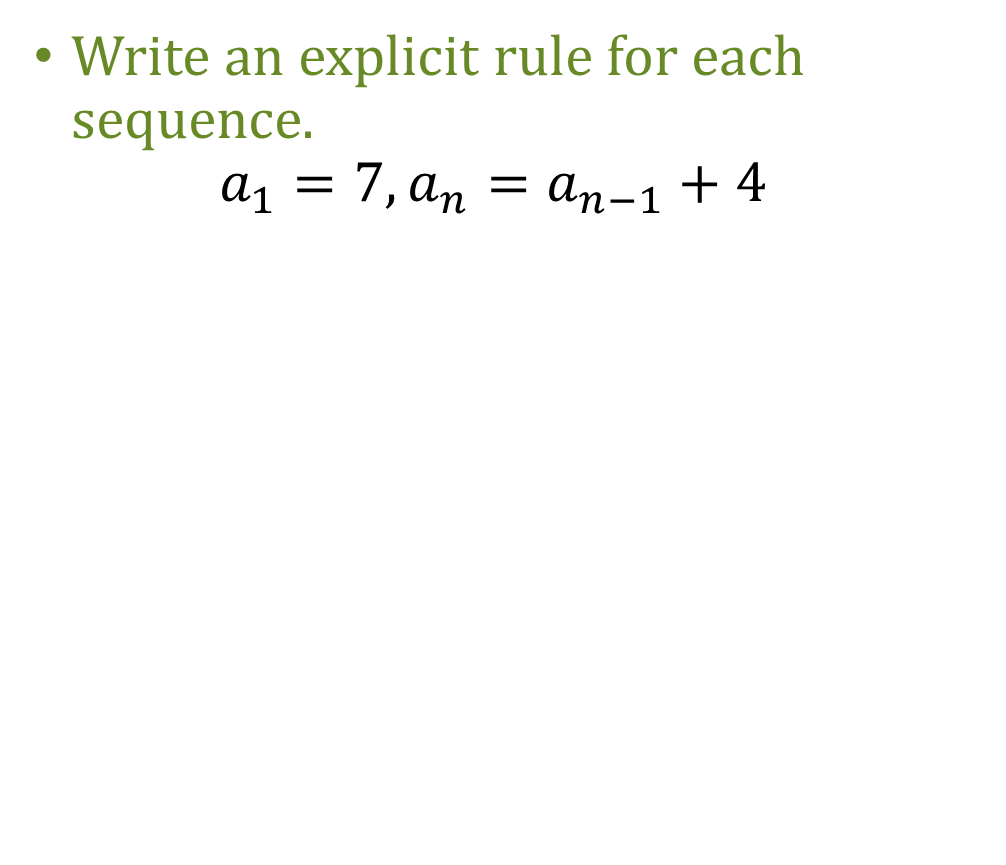 • Write an explicit rule for each
sequence.
𝑎₁ = 7, 𝑎ₙ = 𝑎ₙ₋₁ + 4